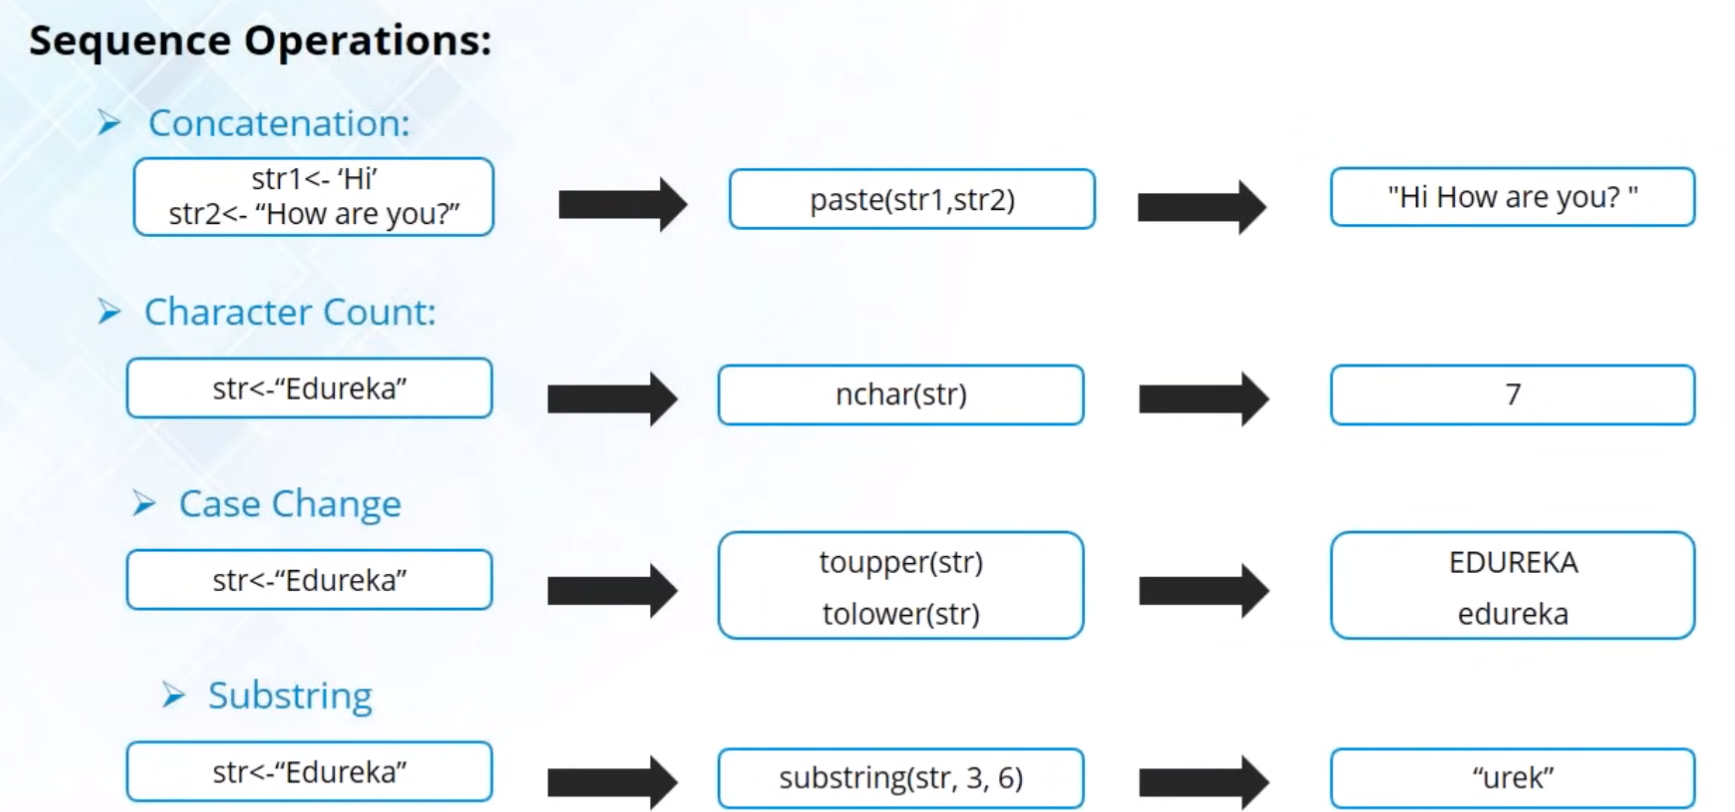 Sequence Operations:
Concatenation:
str1<- ‘Hi’
str2<- “How are you?”
paste(str1,str2)
"Hi How are you? "
Character Count:
str<-“Edureka”
nchar(str)
7
Case Change
str<-“Edureka”
toupper(str)
tolower(str)
EDUREKA
edureka
Substring
str<-“Edureka”
substring(str, 3, 6)
“urek”